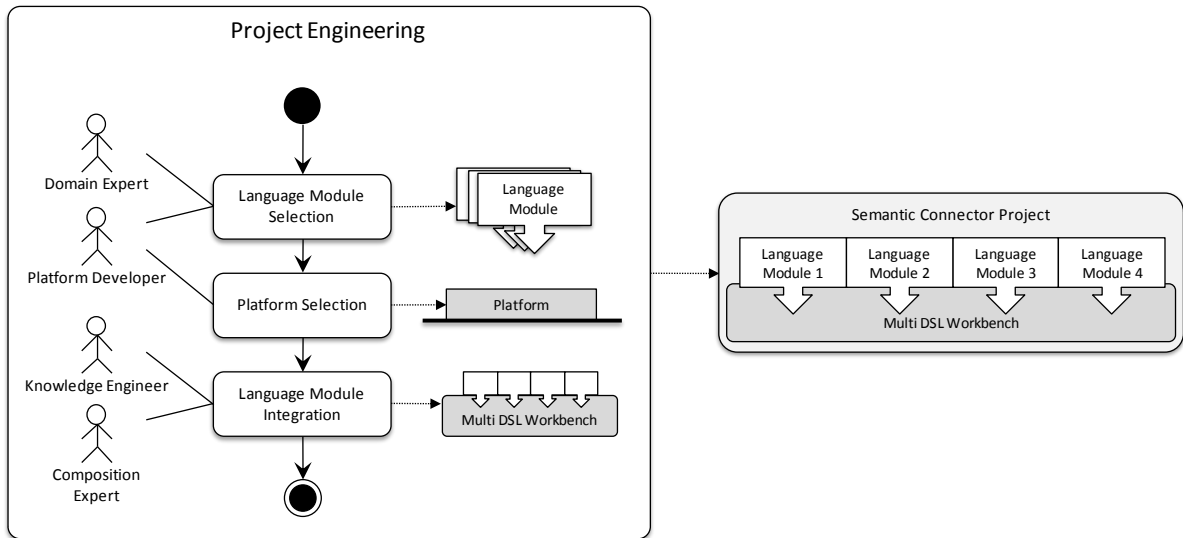 Project Engineering
Domain Expert
Language Module
Selection
Language
Module
Platform Developer
Platform Selection
Platform
Knowledge Engineer
Language Module
Integration
Multi DSL Workbench
Composition
Expert
Semantic Connector Project
Language
Module 1
Language
Module 2
Language
Module 3
Language
Module 4
Multi DSL Workbench